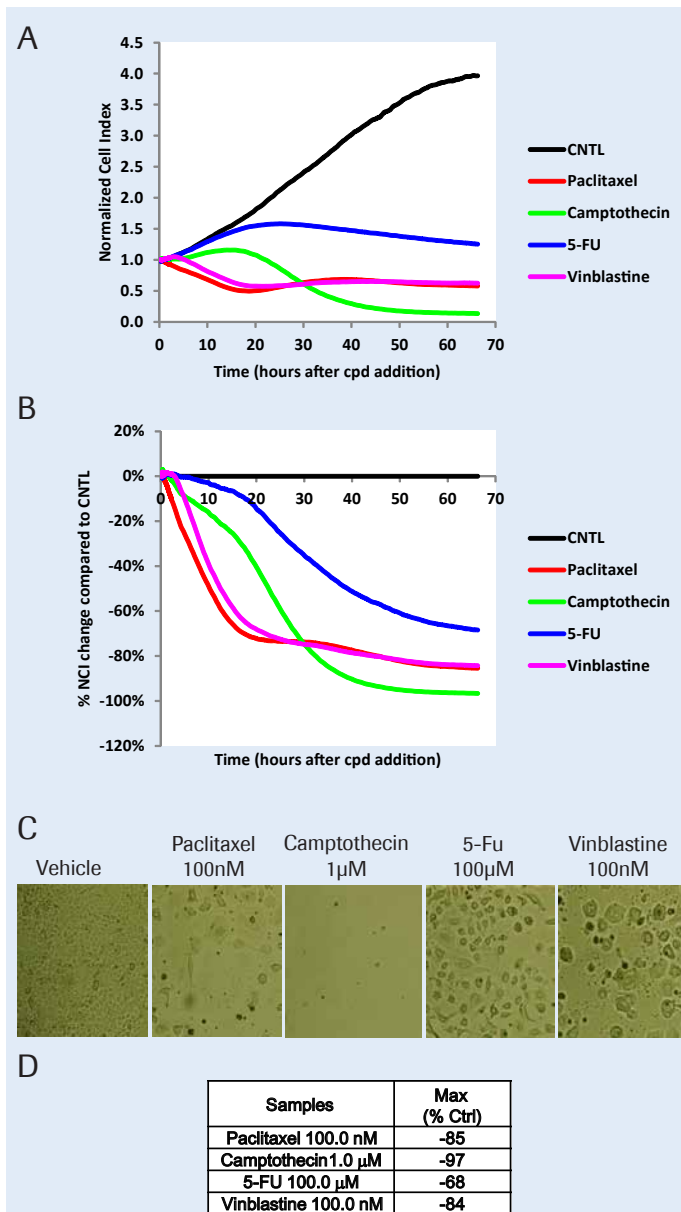 A
4.5
4.0
3.5
3.0
2.5
2.0
1.5
1.0
0.5
0.0
Normalized Cell Index
0 10 20 30 40 50 60 70
Time (hours after cpd addition)
CNTL
Paclitaxel
Camptothecin
5-FU
Vinblastine
B
20%
0%
-20%
-40%
-60%
-80%
-100%
-120%
% NCI change compared to CNTL
0 10 20 30 40 50 60 70
Time (hours after cpd addition)
CNTL
Paclitaxel
Camptothecin
5-FU
Vinblastine
C
Vehicle
Paclitaxel
100nM
Camptothecin
1µM
5-Fu
100µM
Vinblastine
100nM
D
Samples Max
(% Ctrl)
Paclitaxel 100.0 nM -85
Camptothecin1.0 µM -97
5-FU 100.0 µM -68
Vinblastine 100.0 nM -84